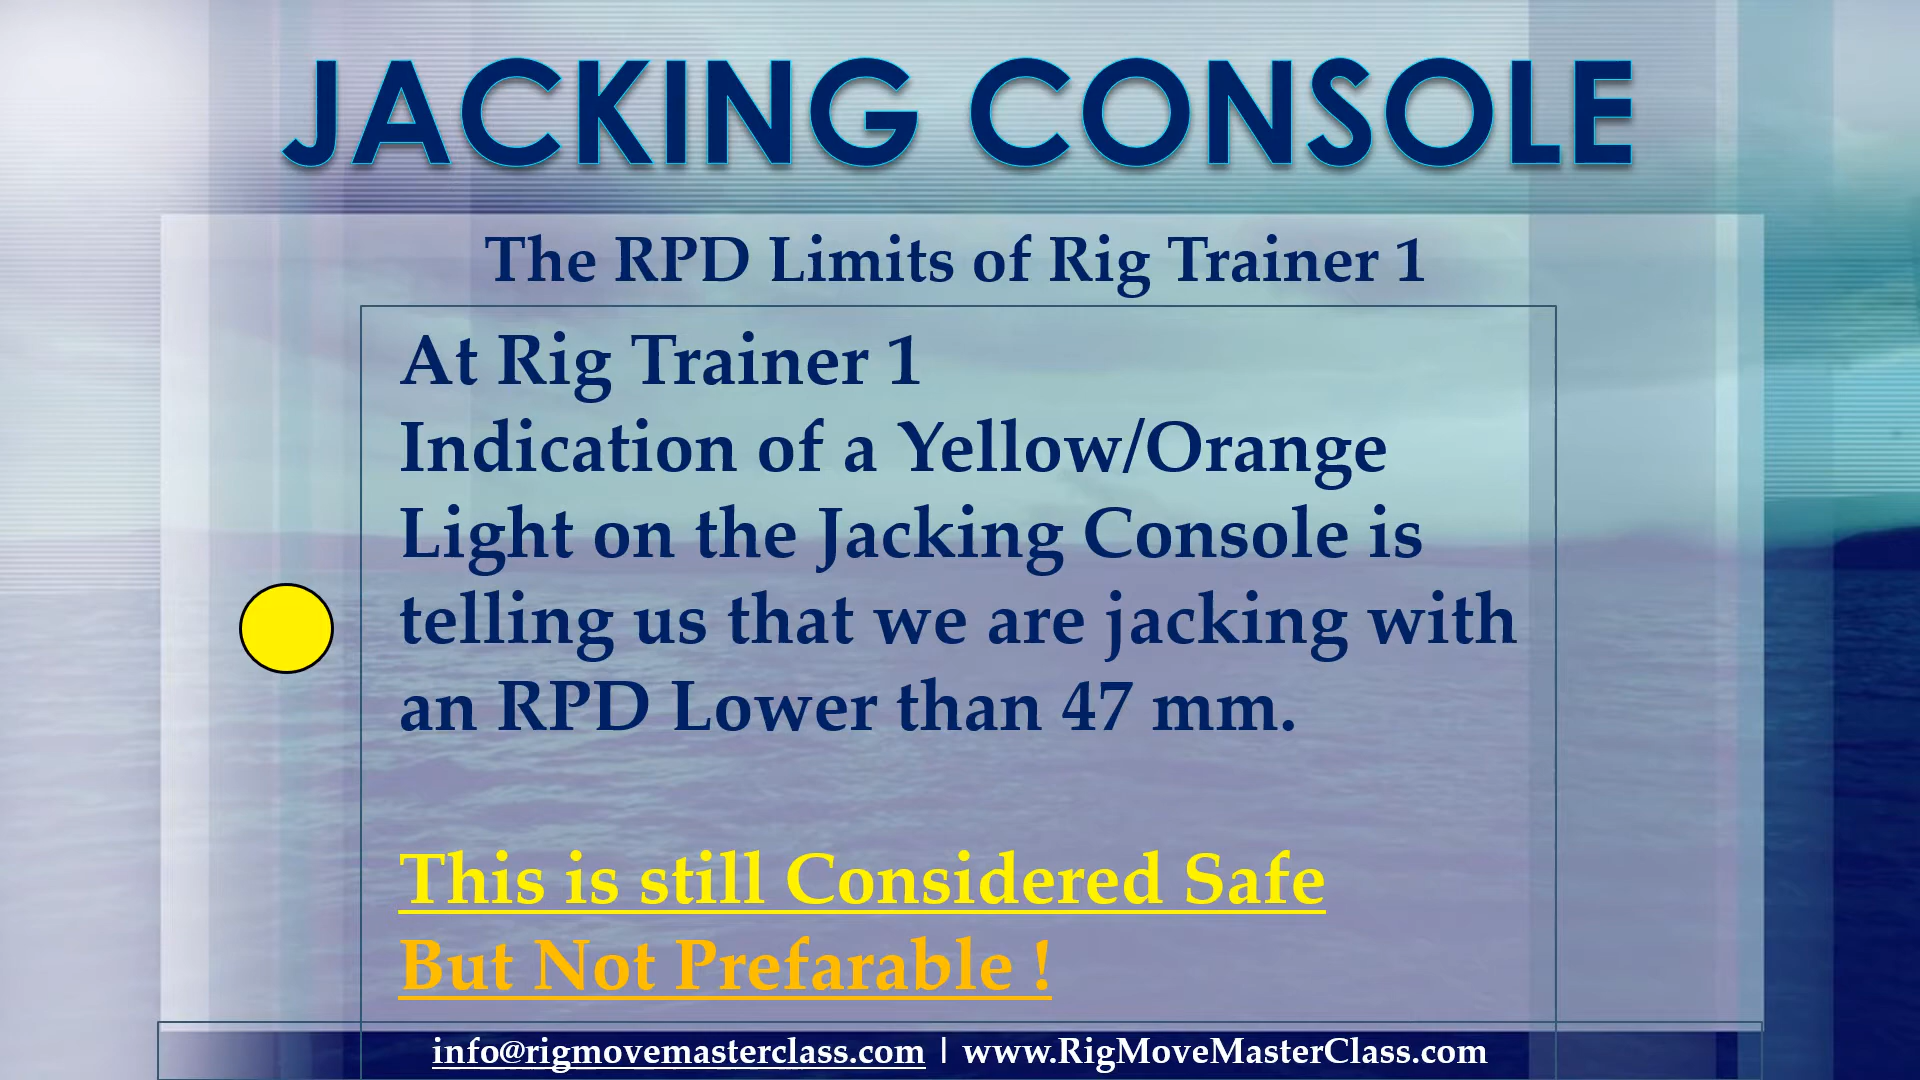 JACKING CONSOLE
The RPD Limits of Rig Trainer 1
At Rig Trainer 1
Indication of a Yellow/Orange
Light on the Jacking Console is
telling us that we are jacking with
an RPD Lower than 47 mm.
This is still Considered Safe
But Not Prefarable !
info@rigmovemasterclass.com | www.RigMoveMasterClass.com